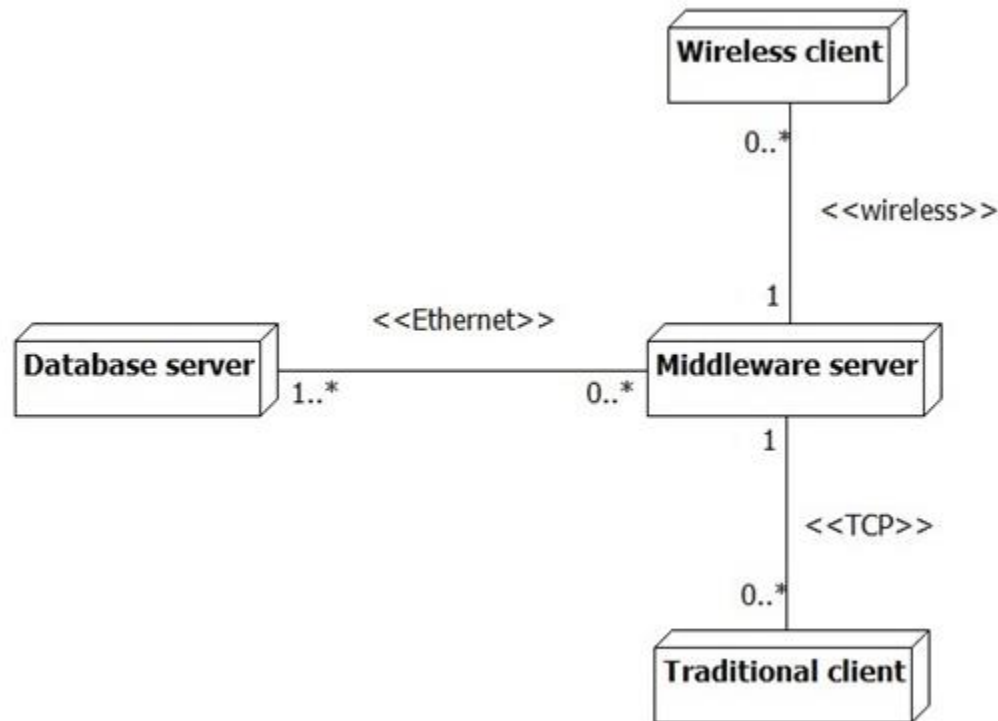 Wireless client
0..*
<<wireless>>
1
<<Ethernet>>
Database server
Middleware server
1..*
0..*
1
<<TCP>>
0..*
Traditional client